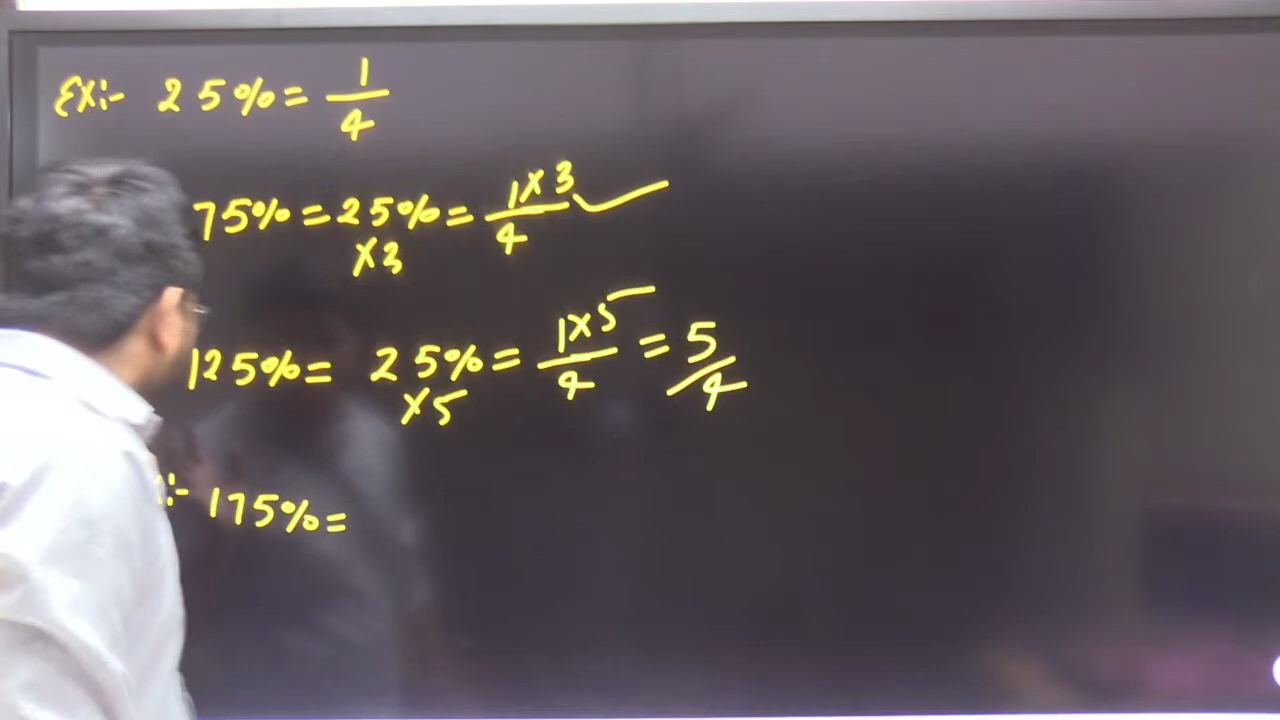 Ex:- 25% = 1/4
75% = 25% × 3 = 1 × 3/4
125% = 25% × 5 = 1 × 5/4 = 5/4
:- 175% =